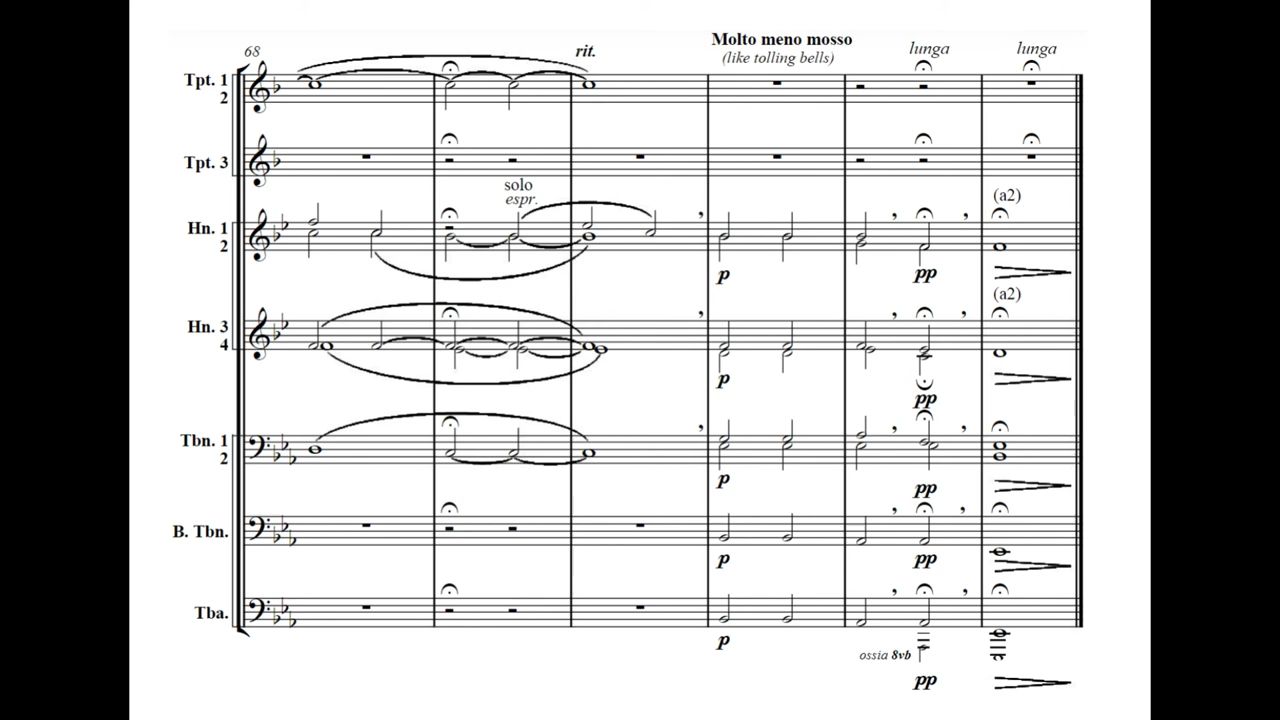 Molto meno mosso
68 rit. (like tolling bells) lunga lunga
Tpt. 1
2
Tpt. 3
solo
espr.
(a2)
Hn. 1
2
p pp
(a2)
Hn. 3
4
p pp
Tbn. 1
2
p pp
B. Tbn.
p pp
Tba.
p
ossia 8vb
pp